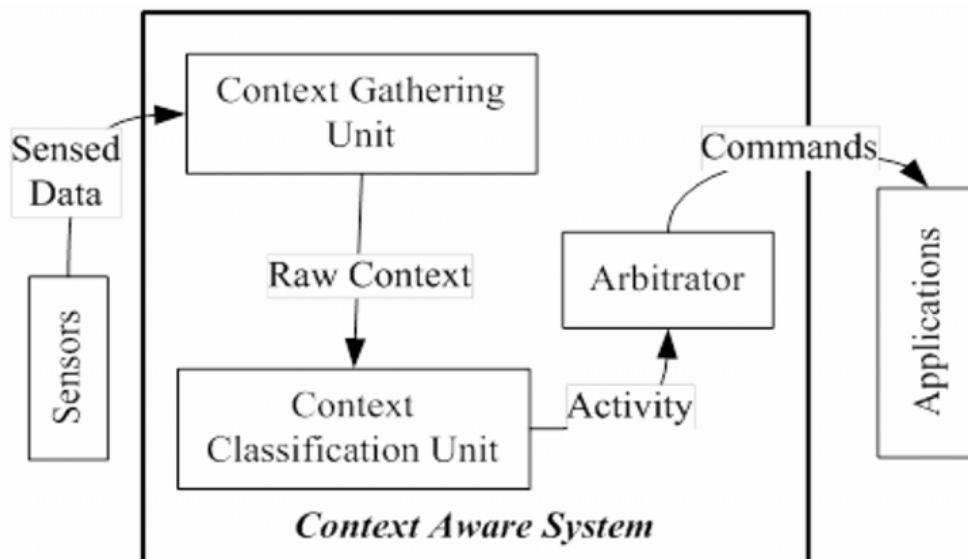 Context Gathering
Unit
Sensed
Data
Commands
Raw Context
Arbitrator
Sensors
Applications
Context
Classification Unit
Activity
Context Aware System